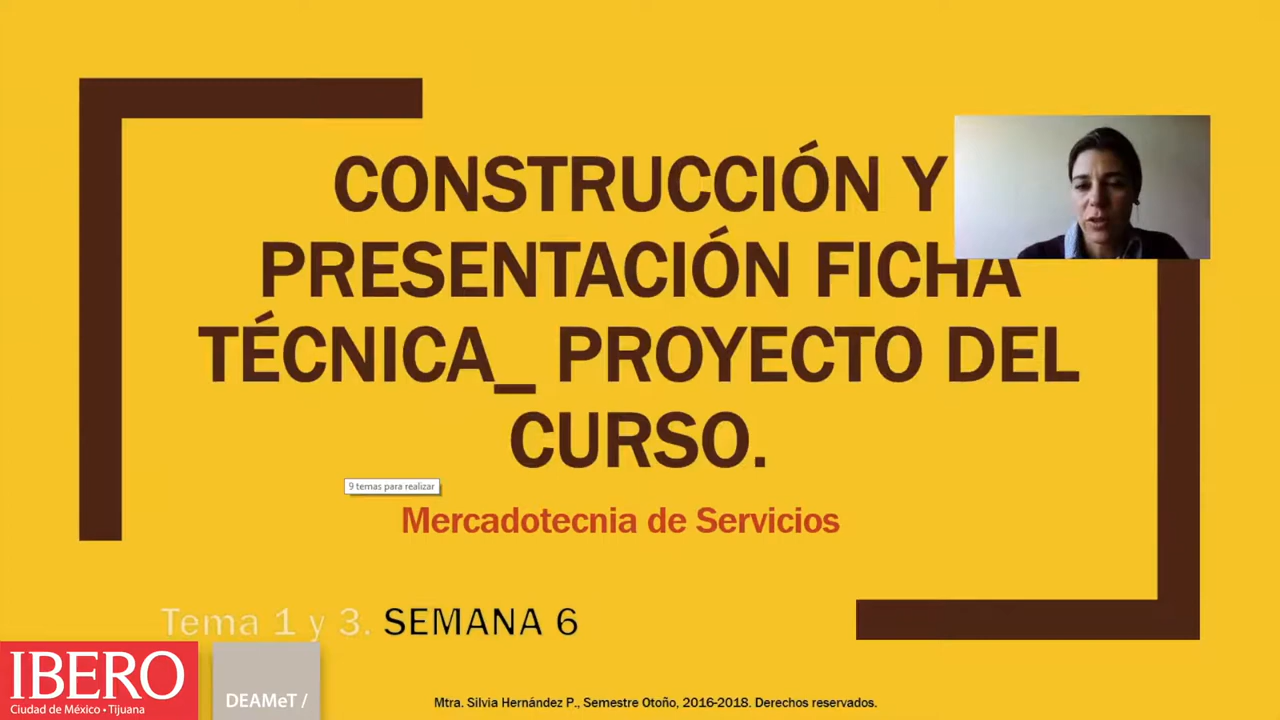 CONSTRUCCIÓN Y
PRESENTACIÓN FICHA
TÉCNICA_ PROYECTO DEL
CURSO.
9 temas para realizar
Mercadotecnia de Servicios
Tema 1 y 3. SEMANA 6
IBERO
Ciudad de México • Tijuana
DEAMeT /
Mtra. Silvia Hernández P., Semestre Otoño, 2016-2018. Derechos reservados.